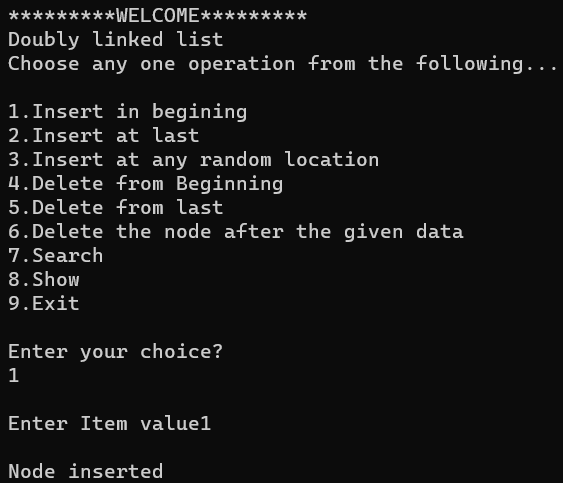 *********WELCOME*********
Doubly linked list
Choose any one operation from the following...
1.Insert in begining
2.Insert at last
3.Insert at any random location
4.Delete from Beginning
5.Delete from last
6.Delete the node after the given data
7.Search
8.Show
9.Exit
Enter your choice?
1
Enter Item value1
Node inserted